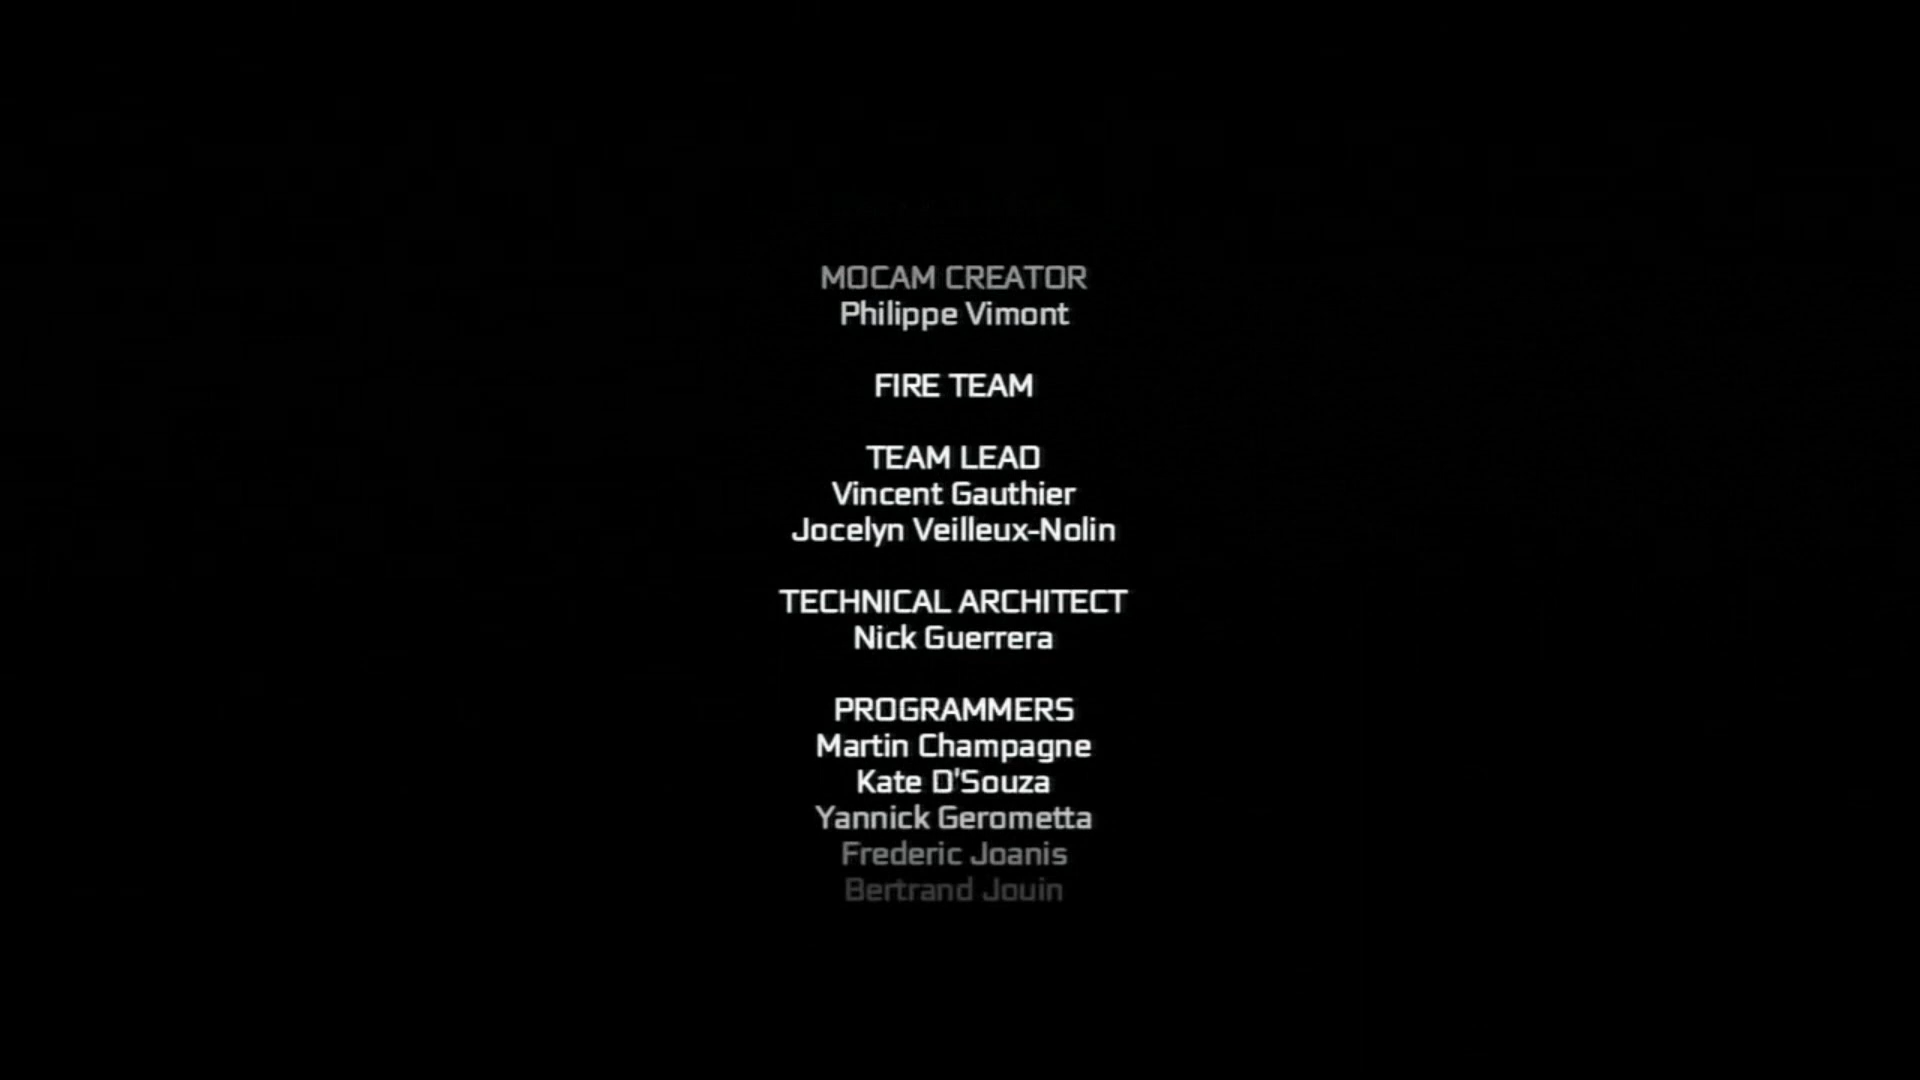 MOCAM CREATOR
Philippe Vimont
FIRE TEAM
TEAM LEAD
Vincent Gauthier
Jocelyn Veilleux-Nolin
TECHNICAL ARCHITECT
Nick Guerrera
PROGRAMMERS
Martin Champagne
Kate D'Souza
Yannick Gerometta
Frederic Joanis
Bertrand Jouin